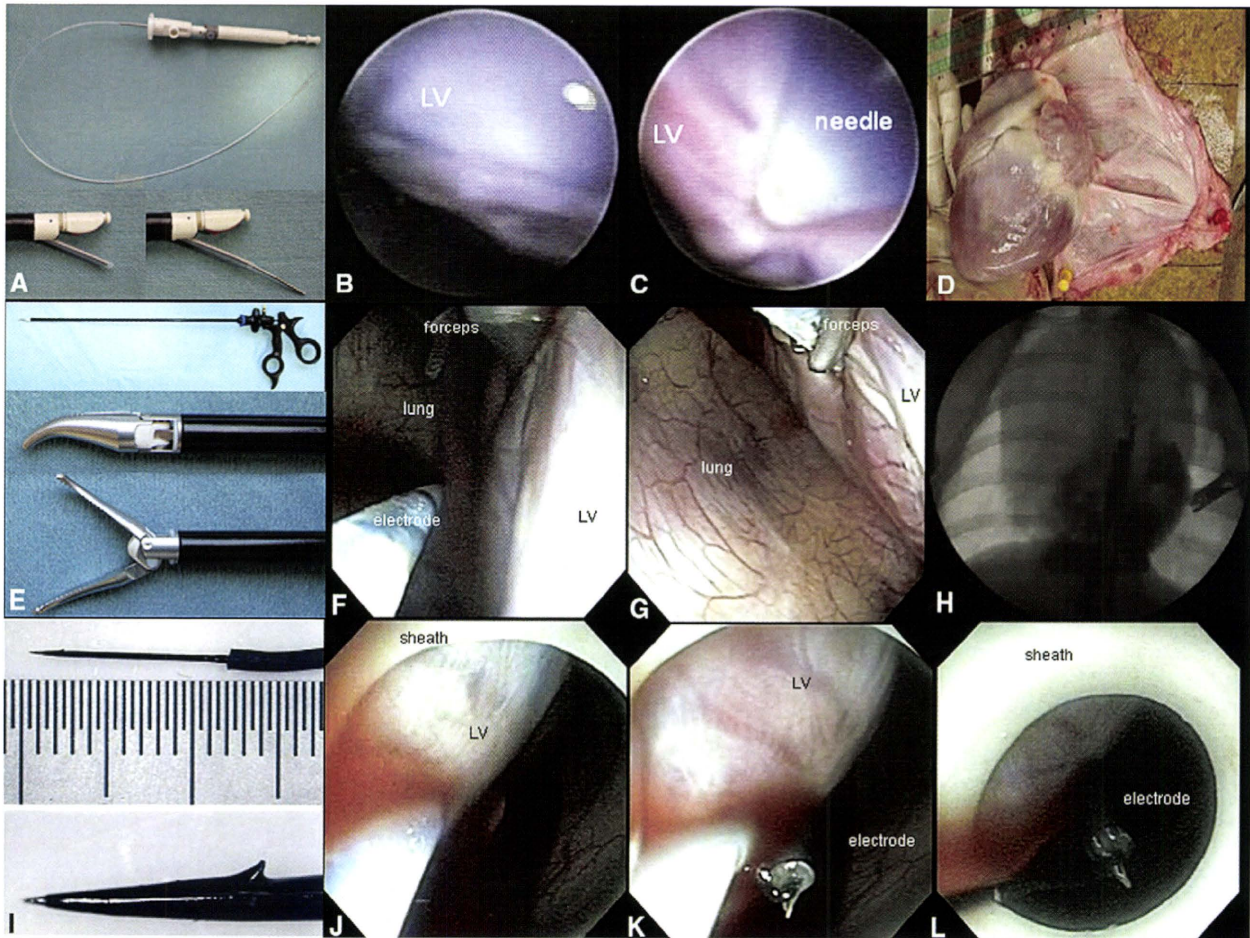 A
LV
B
LV
needle
C
D
E
forceps
lung
electrode
LV
F
forceps
LV
lung
G
H
I
sheath
LV
J
LV
electrode
K
sheath
electrode
L